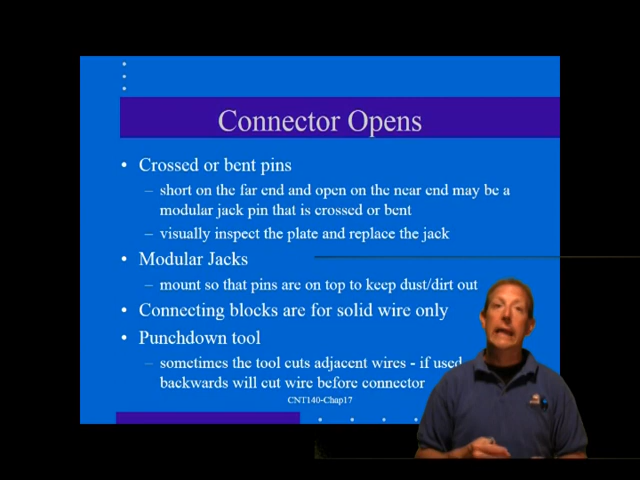 Connector Opens
• Crossed or bent pins
– short on the far end and open on the near end may be a
modular jack pin that is crossed or bent
– visually inspect the plate and replace the jack
• Modular Jacks
– mount so that pins are on top to keep dust/dirt out
• Connecting blocks are for solid wire only
• Punchdown tool
– sometimes the tool cuts adjacent wires - if used
backwards will cut wire before connector
CNT140-Chap17